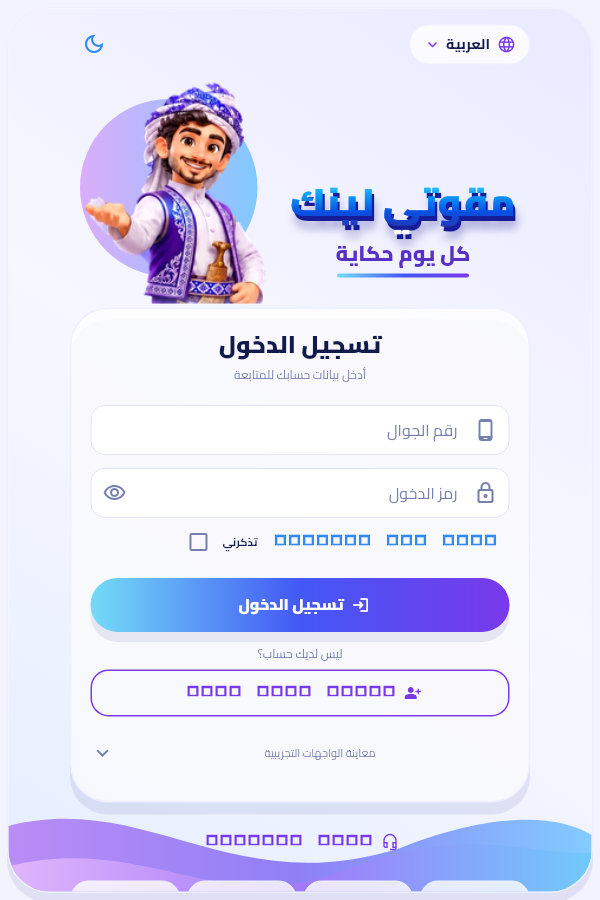 العربية
مقوتي لينك
كل يوم حكاية
تسجيل الدخول
أدخل بيانات حسابك للمتابعة
رقم الجوال
رمز الدخول
تذكرني
تسجيل الدخول
ليس لديك حساب؟
معاينة الواجهات التجريبية